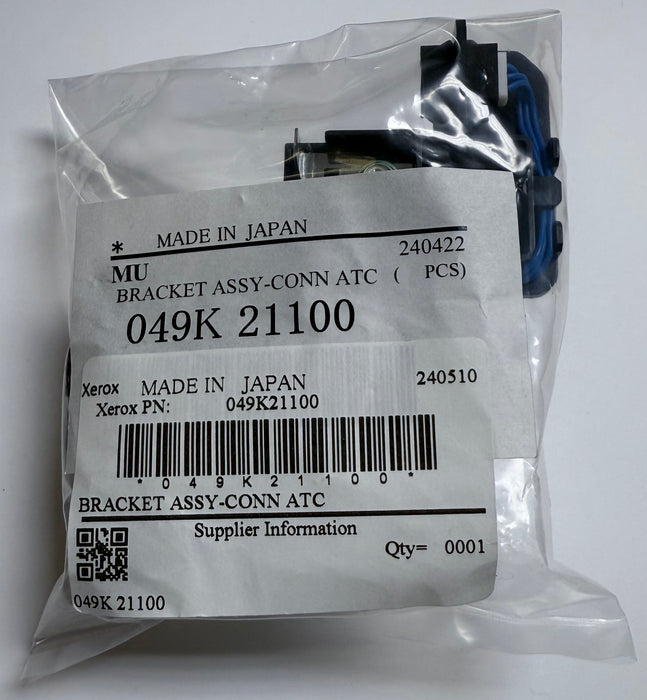 * MADE IN JAPAN
240422
MU
BRACKET ASSY-CONN ATC ( PCS)
049K 21100
Xerox MADE IN JAPAN 240510
Xerox PN: 049K21100
*049K21100*
BRACKET ASSY-CONN ATC
Supplier Information
Qty= 0001
049K 21100